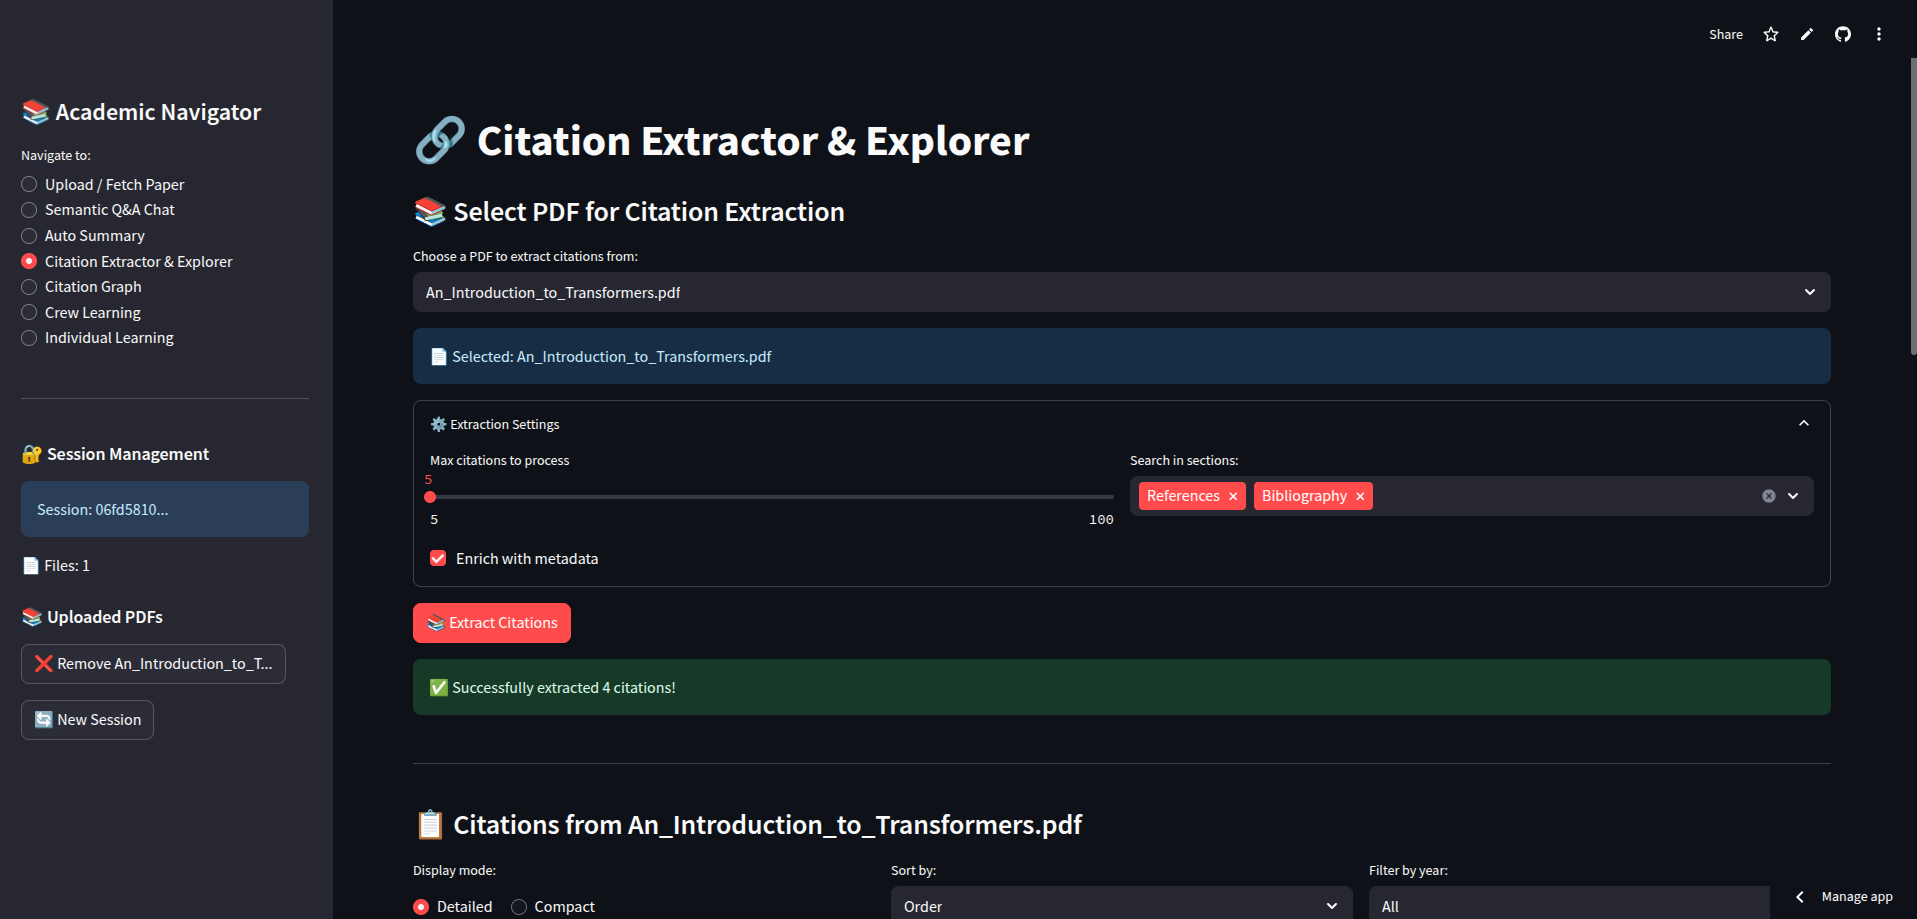 Share
Academic Navigator
Navigate to:
Upload / Fetch Paper
Semantic Q&A Chat
Auto Summary
Citation Extractor & Explorer
Citation Graph
Crew Learning
Individual Learning
Session Management
Session: 06fd5810...
Files: 1
Uploaded PDFs
Remove An_Introduction_to_T...
New Session
Citation Extractor & Explorer
Select PDF for Citation Extraction
Choose a PDF to extract citations from:
An_Introduction_to_Transformers.pdf
Selected: An_Introduction_to_Transformers.pdf
Extraction Settings
Max citations to process
5
5 100
Search in sections:
References Bibliography
Enrich with metadata
Extract Citations
Successfully extracted 4 citations!
Citations from An_Introduction_to_Transformers.pdf
Display mode:
Detailed Compact
Sort by:
Order
Filter by year:
All
Manage app